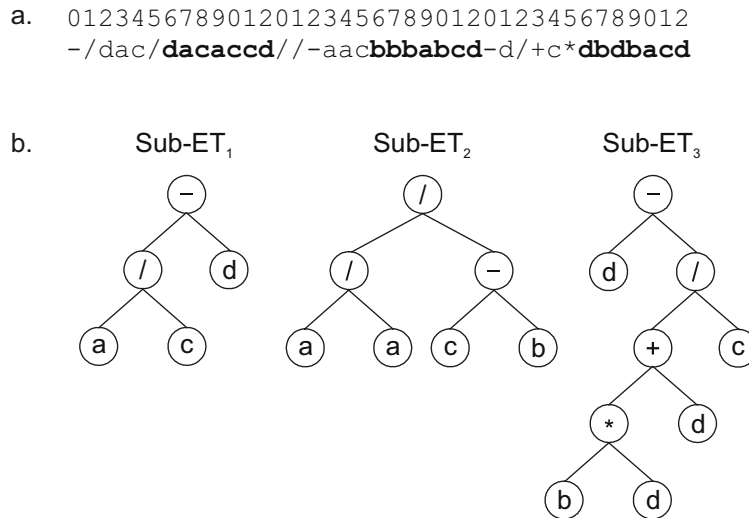 a. 012345678901201234567890120123456789012
-/dac/dacaccd//-aacbbbabcd-d/+c*dbdbacd
b. Sub-ET₁ Sub-ET₂ Sub-ET₃
− / −
/ d / − d /
a c a a c b + c
* d
b d